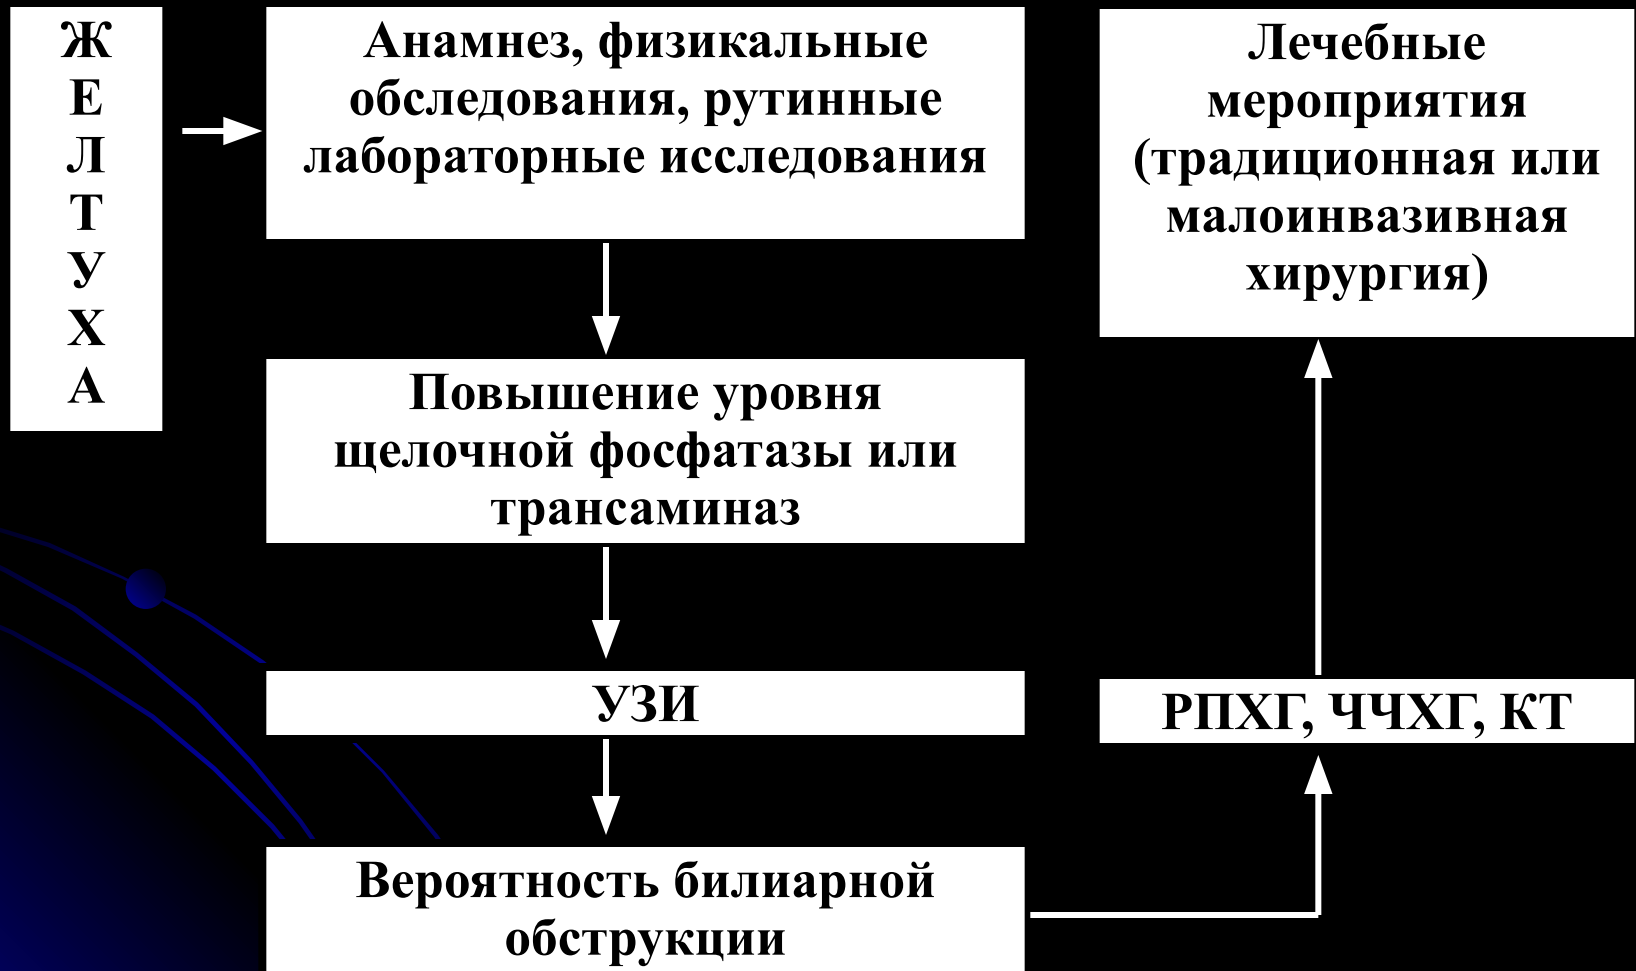 Ж
Е
Л
Т
У
Х
А
Анамнез, физикальные
обследования, рутинные
лабораторные исследования
Повышение уровня
щелочной фосфатазы или
трансаминаз
УЗИ
Вероятность билиарной
обструкции
РПХГ, ЧЧХГ, КТ
Лечебные
мероприятия
(традиционная или
малоинвазивная
хирургия)